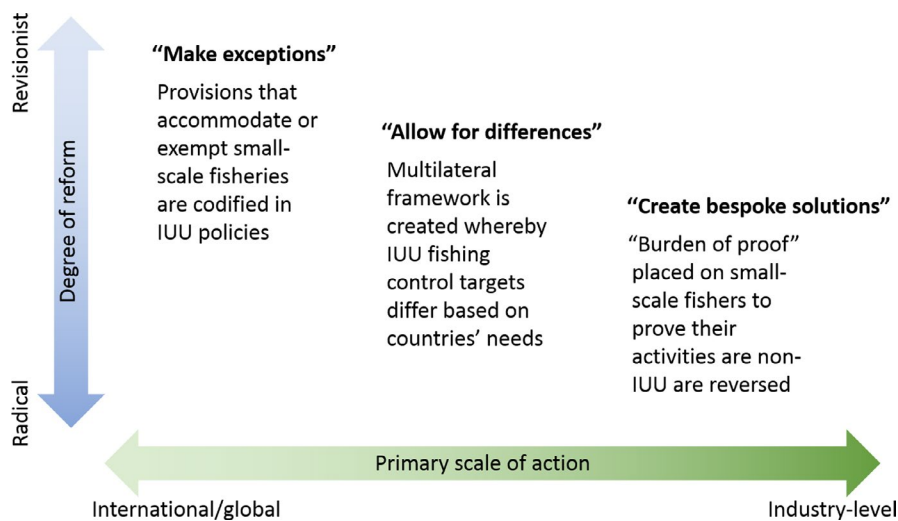 Revisionist
Degree of reform
Radical
“Make exceptions”
Provisions that
accommodate or
exempt small-
scale fisheries
are codified in
IUU policies
“Allow for differences”
Multilateral
framework is
created whereby
IUU fishing
control targets
differ based on
countries’ needs
“Create bespoke solutions”
“Burden of proof”
placed on small-
scale fishers to
prove their
activities are non-
IUU are reversed
Primary scale of action
International/global
Industry-level